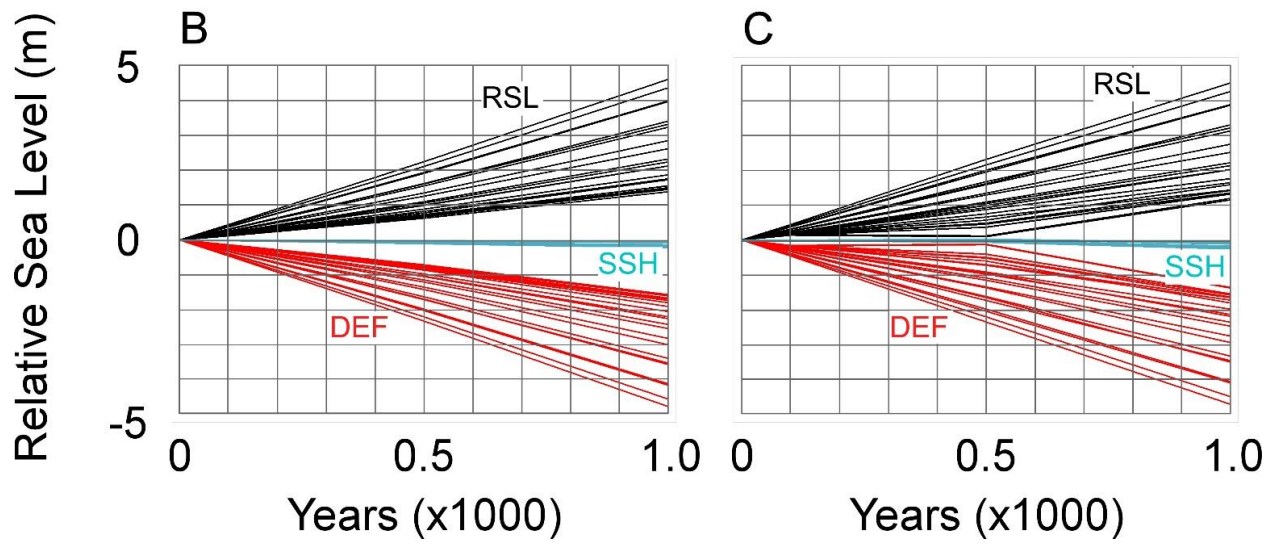 B
C
Relative Sea Level (m)
5
0
-5
RSL
SSH
DEF
RSL
SSH
DEF
0
0.5
1.0
0
0.5
1.0
Years (x1000)
Years (x1000)